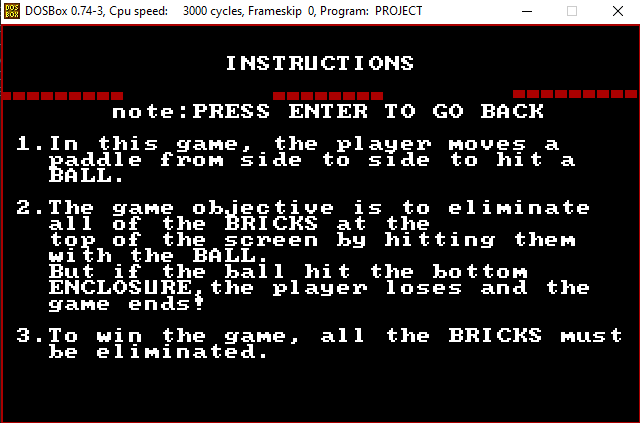 DOSBox 0.74-3, Cpu speed: 3000 cycles, Frameskip 0, Program: PROJECT
INSTRUCTIONS
note:PRESS ENTER TO GO BACK
1.In this game, the player moves a
paddle from side to side to hit a
BALL.
2.The game objective is to eliminate
all of the BRICKS at the
top of the screen by hitting them
with the BALL.
But if the ball hit the bottom
ENCLOSURE,the player loses and the
game ends!
3.To win the game, all the BRICKS must
be eliminated.